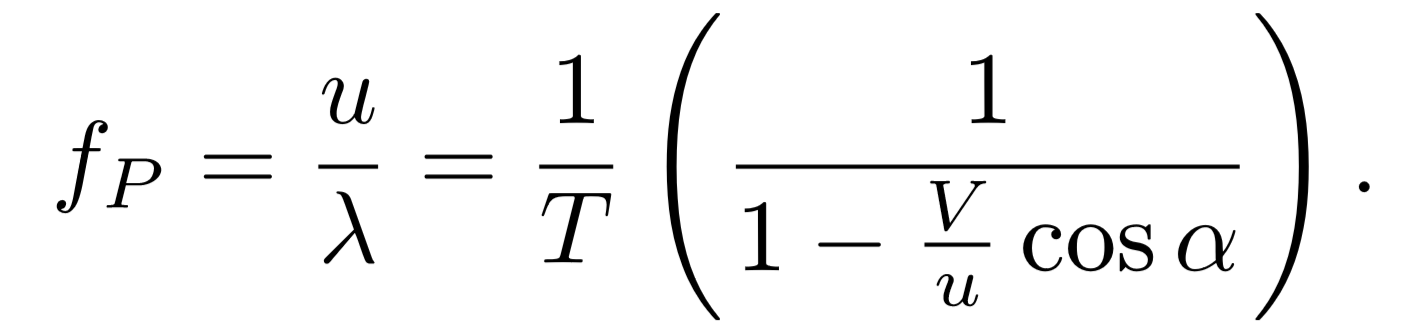 f_P = \frac{u}{\lambda} = \frac{1}{T} \left( \frac{1}{1 - \frac{V}{u} \cos \alpha} \right) .